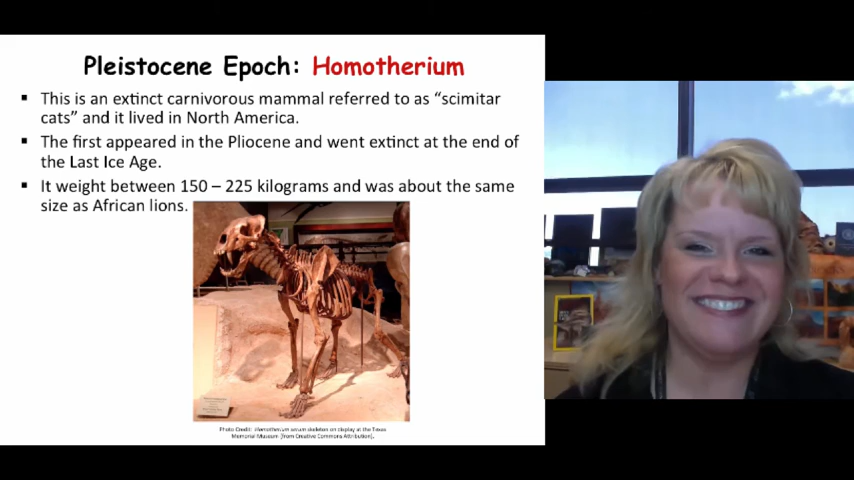 Pleistocene Epoch: Homotherium
▪ This is an extinct carnivorous mammal referred to as “scimitar
cats” and it lived in North America.
▪ The first appeared in the Pliocene and went extinct at the end of
the Last Ice Age.
▪ It weight between 150 – 225 kilograms and was about the same
size as African lions.
Photo Credit: Homotherium serum skeleton on display at the Texas
Memorial Museum (from Creative Commons Attribution).